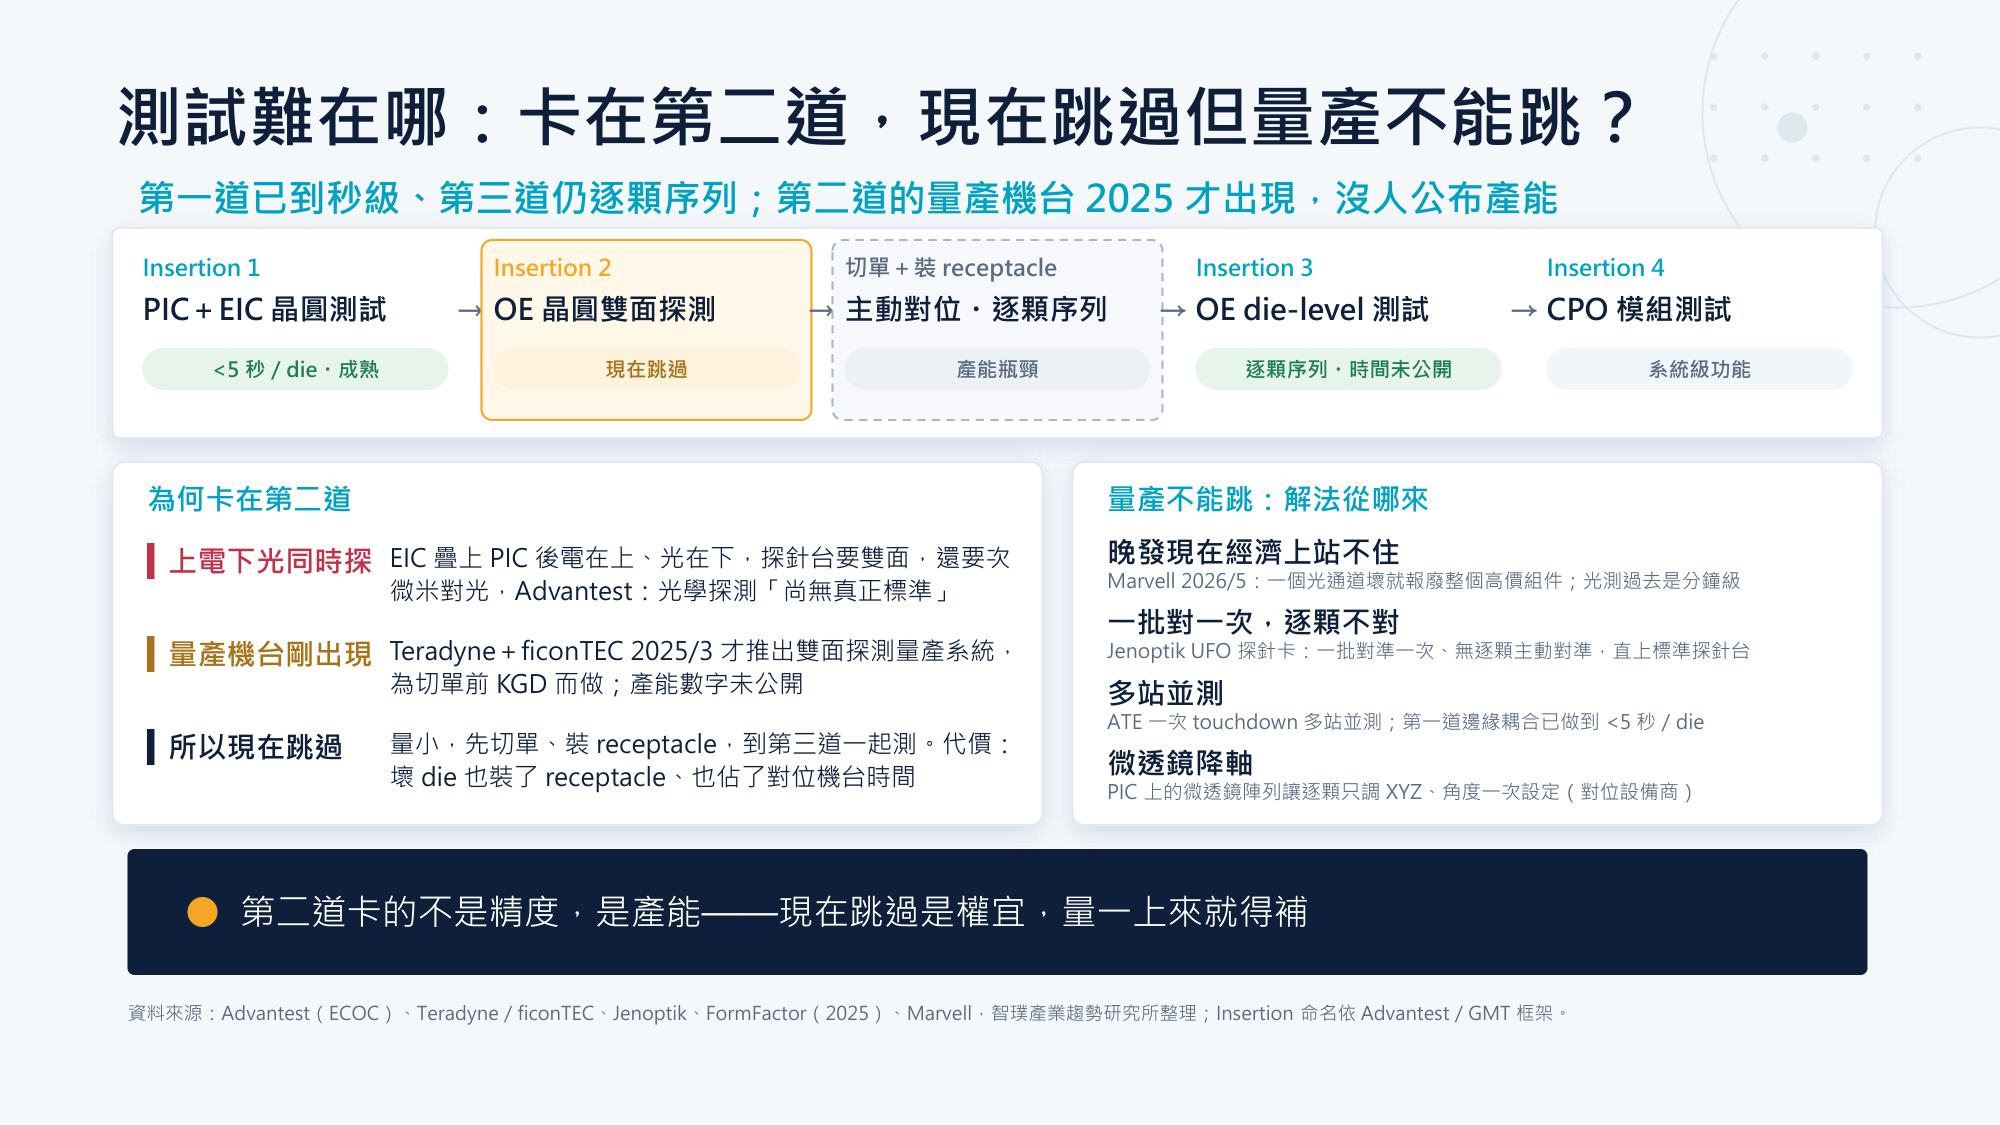 測試難在哪：卡在第二道，現在跳過但量產不能跳？
第一道已到秒級、第三道仍逐顆序列；第二道的量產機台 2025 才出現，沒人公布產能
Insertion 1
PIC + EIC 晶圓測試
<5 秒 / die・成熟
→
Insertion 2
OE 晶圓雙面探測
現在跳過
→
切單 + 裝 receptacle
主動對位・逐顆序列
產能瓶頸
→
Insertion 3
OE die-level 測試
逐顆序列・時間未公開
→
Insertion 4
CPO 模組測試
系統級功能
為何卡在第二道
上電下光同時探
EIC 疊上 PIC 後電在上、光在下，探針台要雙面，還要次
微米對光，Advantest：光學探測「尚無真正標準」
量產機台剛出現
Teradyne + ficonTEC 2025/3 才推出雙面探測量產系統，
為切單前 KGD 而做；產能數字未公開
所以現在跳過
量小，先切單、裝 receptacle，到第三道一起測。代價：
壞 die 也裝了 receptacle、也佔了對位機台時間
量產不能跳：解法從哪來
晚發現在經濟上站不住
Marvell 2026/5：一個光通道壞就報廢整個高價組件；光測過去是分鐘級
一批對一次，逐顆不對
Jenoptik UFO 探針卡：一批對準一次、無逐顆主動對準，直上標準探針台
多站並測
ATE 一次 touchdown 多站並測；第一道邊緣耦合已做到 <5 秒 / die
微透鏡降軸
PIC 上的微透鏡陣列讓逐顆只調 XYZ、角度一次設定（對位設備商）
第二道卡的不是精度，是產能——現在跳過是權宜，量一上來就得補
資料來源：Advantest（ECOC）、Teradyne / ficonTEC、Jenoptik、FormFactor（2025）、Marvell，智璞產業趨勢研究所整理；Insertion 命名依 Advantest / GMT 框架。